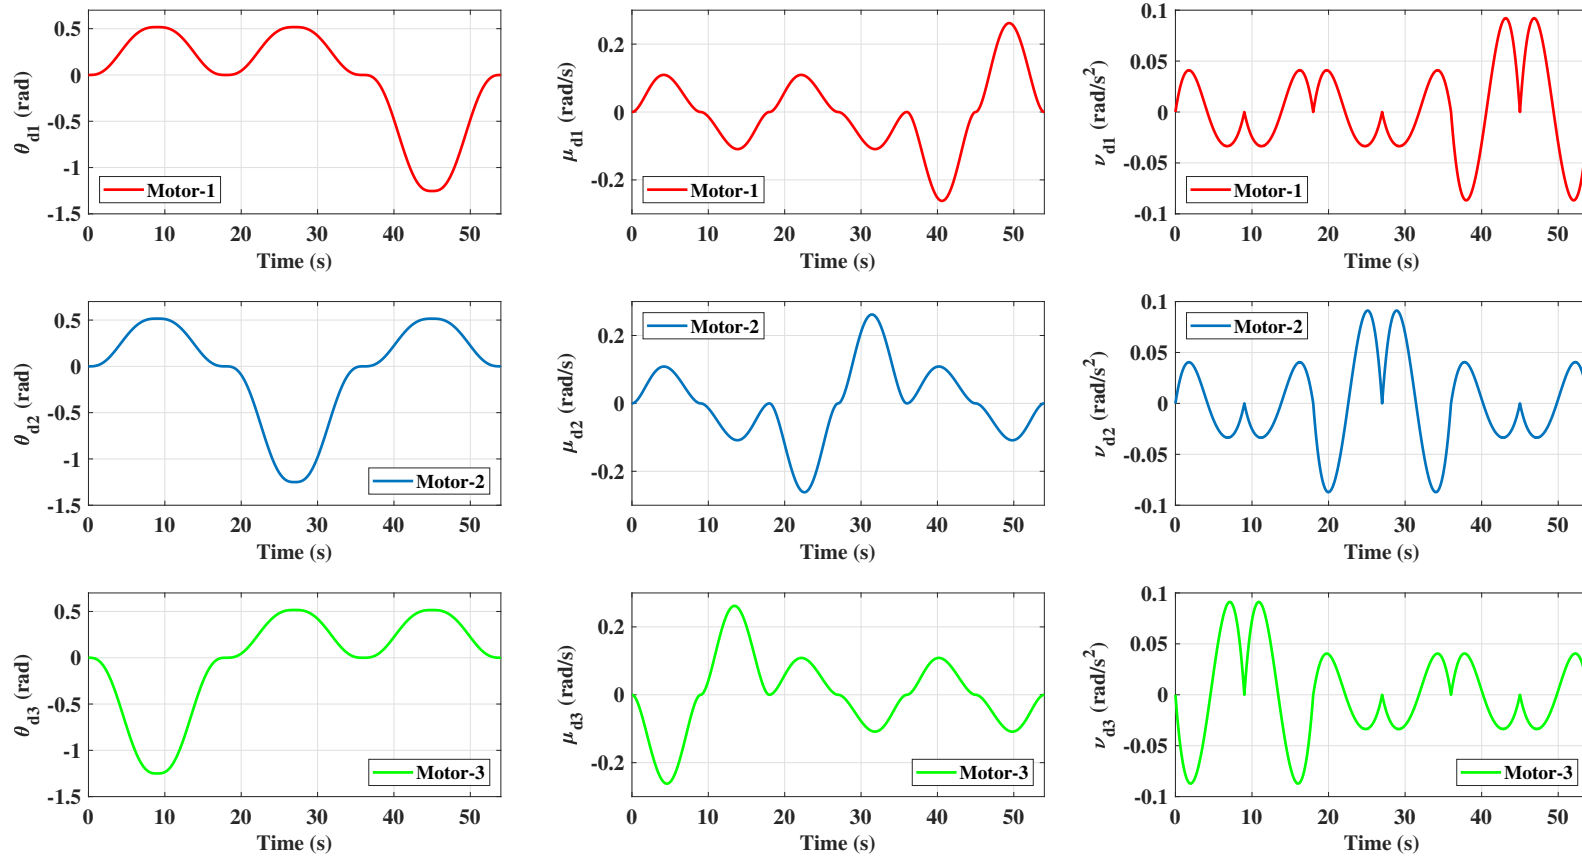 0.5
0
-0.5
-1
-1.5
θd1 (rad)
Motor-1
0 10 20 30 40 50
Time (s)
0.2
0
-0.2
μd1 (rad/s)
Motor-1
0 10 20 30 40 50
Time (s)
0.1
0.05
0
-0.05
-0.1
νd1 (rad/s²)
Motor-1
0 10 20 30 40 50
Time (s)
0.5
0
-0.5
-1
-1.5
θd2 (rad)
Motor-2
0 10 20 30 40 50
Time (s)
0.2
0
-0.2
μd2 (rad/s)
Motor-2
0 10 20 30 40 50
Time (s)
0.1
0.05
0
-0.05
-0.1
νd2 (rad/s²)
Motor-2
0 10 20 30 40 50
Time (s)
0.5
0
-0.5
-1
-1.5
θd3 (rad)
Motor-3
0 10 20 30 40 50
Time (s)
0.2
0
-0.2
μd3 (rad/s)
Motor-3
0 10 20 30 40 50
Time (s)
0.1
0.05
0
-0.05
-0.1
νd3 (rad/s²)
Motor-3
0 10 20 30 40 50
Time (s)